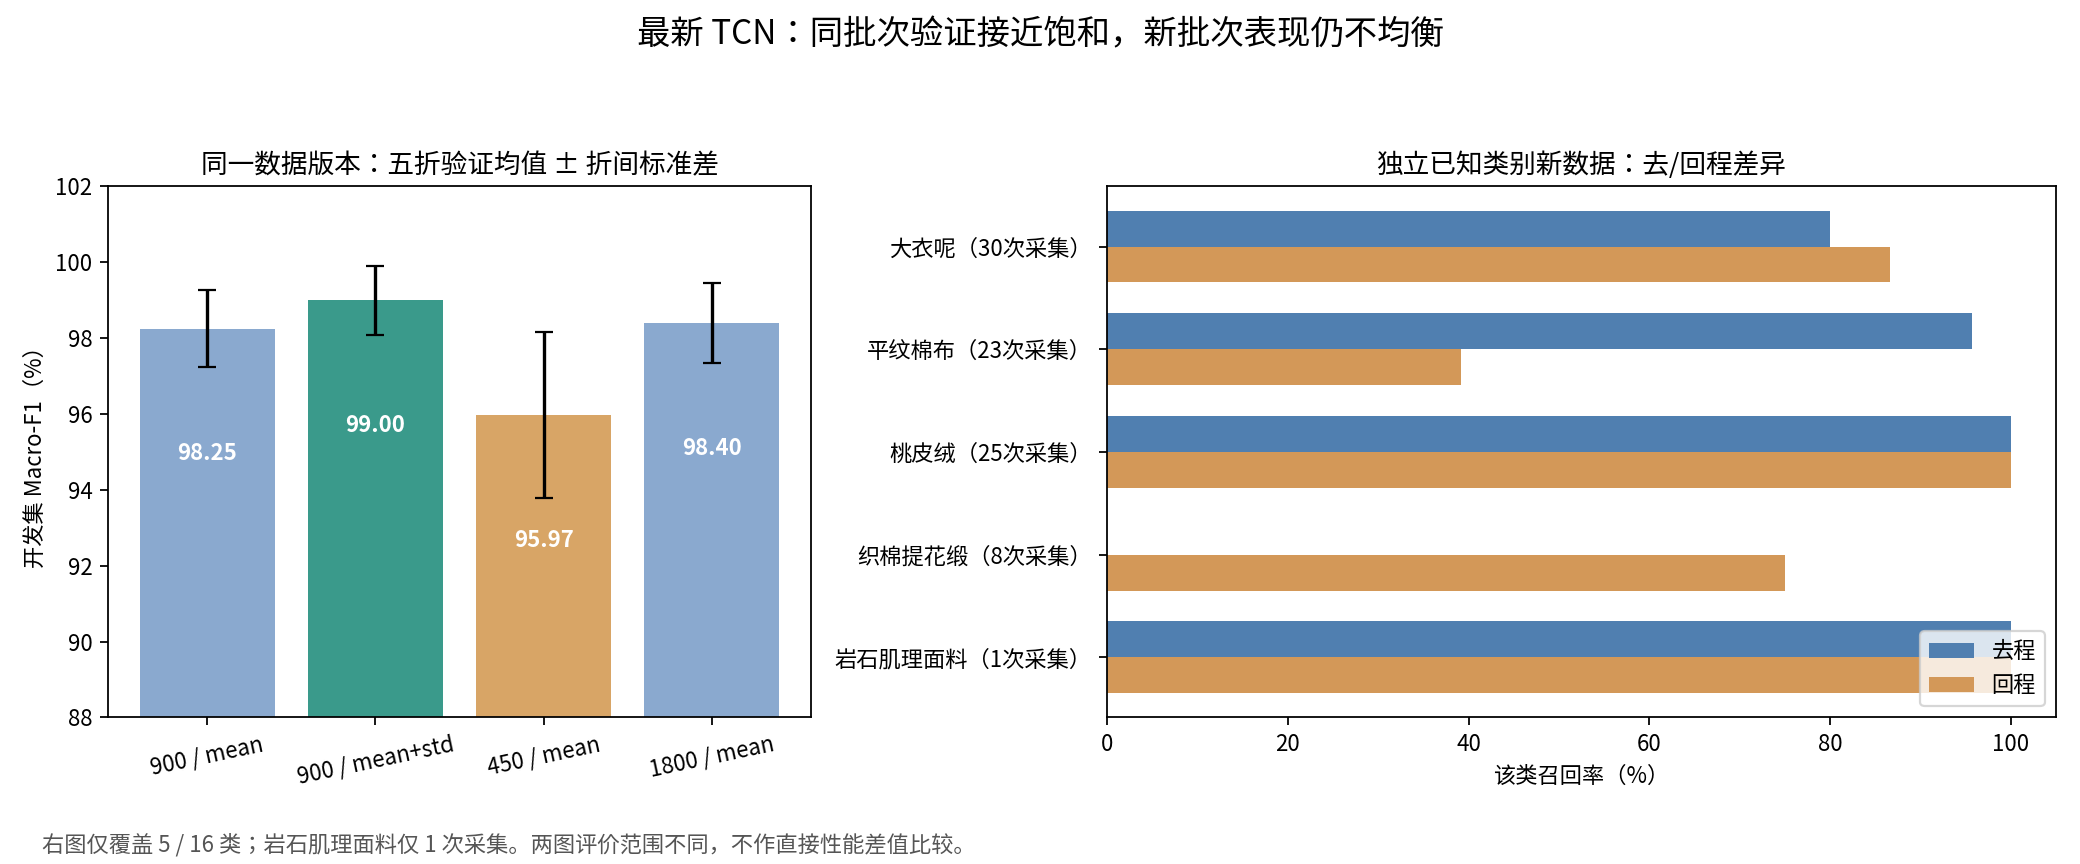 最新 TCN：同批次验证接近饱和，新批次表现仍不均衡
同一数据版本：五折验证均值 ± 折间标准差
开发集 Macro-F1（%）
102
100
98
96
94
92
90
88
98.25
99.00
95.97
98.40
900 / mean
900 / mean+std
450 / mean
1800 / mean
独立已知类别新数据：去/回程差异
大衣呢（30次采集）
平纹棉布（23次采集）
桃皮绒（25次采集）
织棉提花缎（8次采集）
岩石肌理面料（1次采集）
去程
回程
0
20
40
60
80
100
该类召回率（%）
右图仅覆盖 5 / 16 类；岩石肌理面料仅 1 次采集。两图评价范围不同，不作直接性能差值比较。